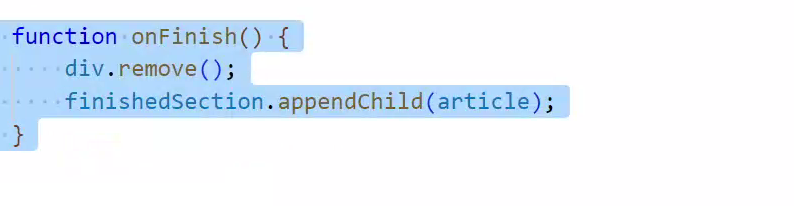 function onFinish() {
    div.remove();
    finishedSection.appendChild(article);
}